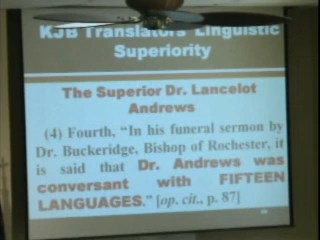 KJB Translators' Linguistic
Superiority
The Superior Dr. Lancelot
Andrews
(4) Fourth, "In his funeral sermon by
Dr. Buckeridge, Bishop of Rochester, it
is said that Dr. Andrews was
conversant with FIFTEEN
LANGUAGES." [op. cit., p. 87]